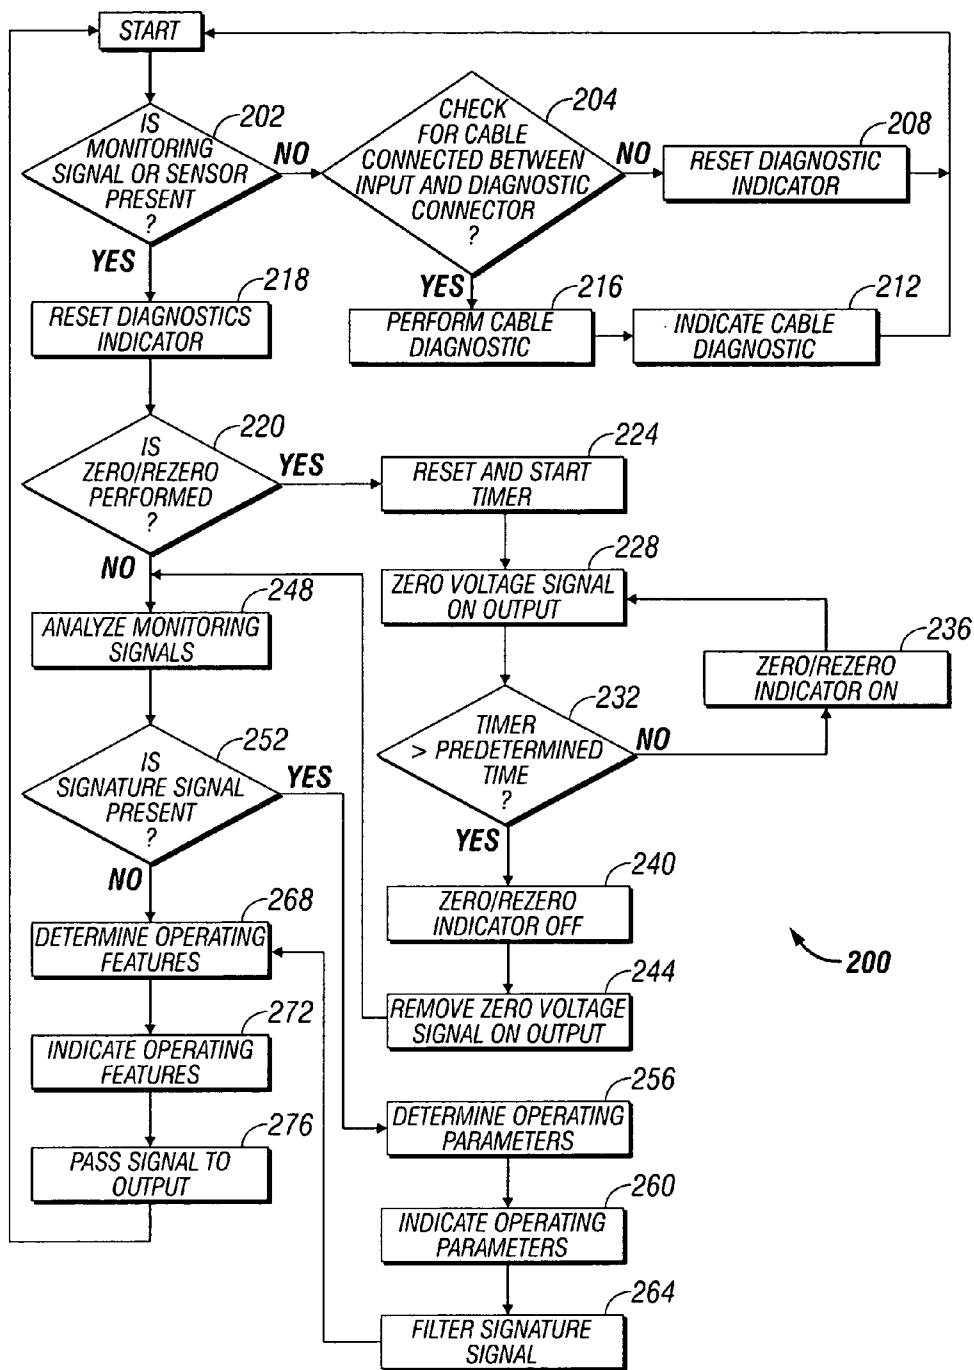 START
202
IS
MONITORING
SIGNAL OR SENSOR
PRESENT
?
NO
YES
204
CHECK
FOR CABLE
CONNECTED BETWEEN
INPUT AND DIAGNOSTIC
CONNECTOR
?
NO
YES
208
RESET DIAGNOSTIC
INDICATOR
218
RESET DIAGNOSTICS
INDICATOR
216
PERFORM CABLE
DIAGNOSTIC
212
INDICATE CABLE
DIAGNOSTIC
220
IS
ZERO/REZERO
PERFORMED
?
YES
NO
224
RESET AND START
TIMER
228
ZERO VOLTAGE SIGNAL
ON OUTPUT
236
ZERO/REZERO
INDICATOR ON
232
TIMER
> PREDETERMINED
TIME
?
NO
YES
248
ANALYZE MONITORING
SIGNALS
252
IS
SIGNATURE SIGNAL
PRESENT
?
YES
NO
240
ZERO/REZERO
INDICATOR OFF
244
REMOVE ZERO VOLTAGE
SIGNAL ON OUTPUT
200
268
DETERMINE OPERATING
FEATURES
272
INDICATE OPERATING
FEATURES
276
PASS SIGNAL TO
OUTPUT
256
DETERMINE OPERATING
PARAMETERS
260
INDICATE OPERATING
PARAMETERS
264
FILTER SIGNATURE
SIGNAL